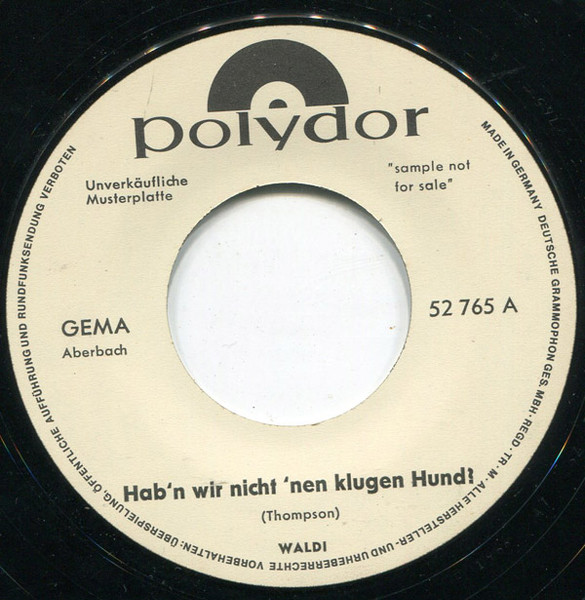 polydor
Unverkäufliche
Musterplatte
"sample not
for sale"
GEMA
Aberbach
52 765 A
Hab'n wir nicht 'nen klugen Hund?
(Thompson)
WALDI
MADE IN GERMANY DEUTSCHE GRAMMOPHON GES. MBH · REGD. TR. M · ALLE HERSTELLER- UND URHEBERRECHTE VORBEHALTEN: ÜBERSPIELUNG, ÖFFENTLICHE AUFFÜHRUNG UND RUNDFUNKSENDUNG VERBOTEN